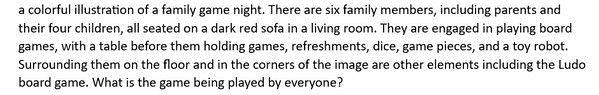 a colorful illustration of a family game night. There are six family members, including parents and
their four children, all seated on a dark red sofa in a living room. They are engaged in playing board
games, with a table before them holding games, refreshments, dice, game pieces, and a toy robot.
Surrounding them on the floor and in the corners of the image are other elements including the Ludo
board game. What is the game being played by everyone?